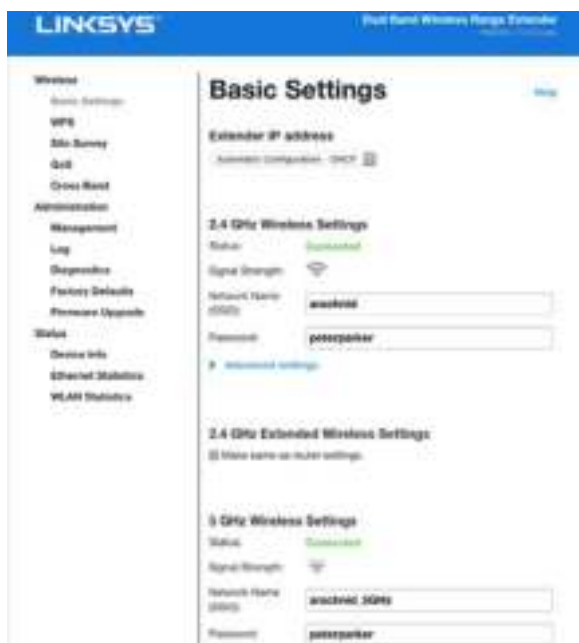 LINKSYS
Dual Band Wireless Range Extender
Wireless
Basic Settings
WPS
Site Survey
QoS
Cross Band
Administration
Management
Log
Diagnostics
Factory Defaults
Firmware Upgrade
Status
Device Info
Ethernet Statistics
WLAN Statistics
Basic Settings
Help
Extender IP address
Automatic Configuration - DHCP
2.4 GHz Wireless Settings
Status: Connected
Signal Strength:
Network Name (SSID): arachnid
Password: peterparker
Advanced settings
2.4 GHz Extended Wireless Settings
Make same as router settings.
5 GHz Wireless Settings
Status: Connected
Signal Strength:
Network Name (SSID): arachnid_5GHz
Password: peterparker